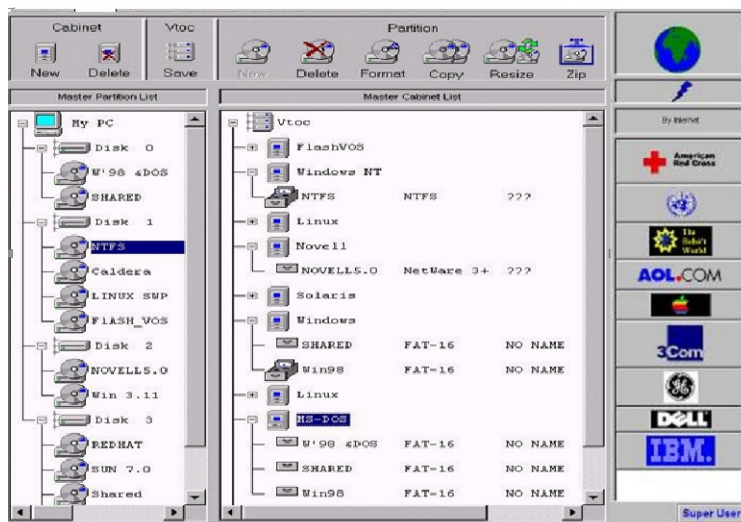 Cabinet
Vtoc
Partition
New
Delete
Save
New
Delete
Format
Copy
Resize
Zip
Master Partition List
Master Cabinet List
My PC
Disk 0
W'98 &DOS
SHARED
Disk 1
NTFS
Caldera
LINUX SWP
FlASH_VOS
Disk 2
NOVELL5.0
Win 3.11
Disk 3
REDHAT
SUN 7.0
Shared
Vtoc
FlashVOS
Windows NT
NTFS NTFS ???
Linux
Novell
NOVELL5.0 NetWare 3+ ???
Solaris
Windows
SHARED FAT-16 NO NAME
Win98 FAT-16 NO NAME
Linux
MS-DOS
W'98 &DOS FAT-16 NO NAME
SHARED FAT-16 NO NAME
Win98 FAT-16 NO NAME
By Internet
American
Red Cross
The
World
AOL.COM
3Com
GE
DELL
IBM.
Super User